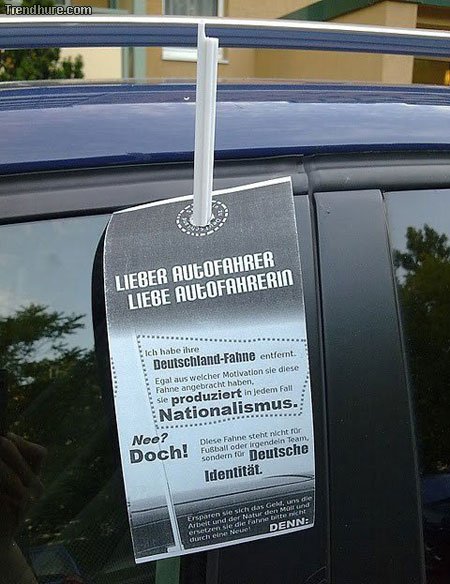 Trendhure.com
LIEBER AUTOFAHRER
LIEBE AUTOFAHRERIN
Ich habe ihre
Deutschland-Fahne entfernt.
Egal aus welcher Motivation sie diese
Fahne angebracht haben,
sie produziert in jedem Fall
Nationalismus.
Nee?
Doch!
Diese Fahne steht nicht für
Fußball oder irgendein Team,
sondern für Deutsche
Identität.
Ersparen sie sich das Geld, uns die
Arbeit und der Natur den Müll und
ersetzen sie die Fahne bitte nicht
durch eine Neue! DENN: